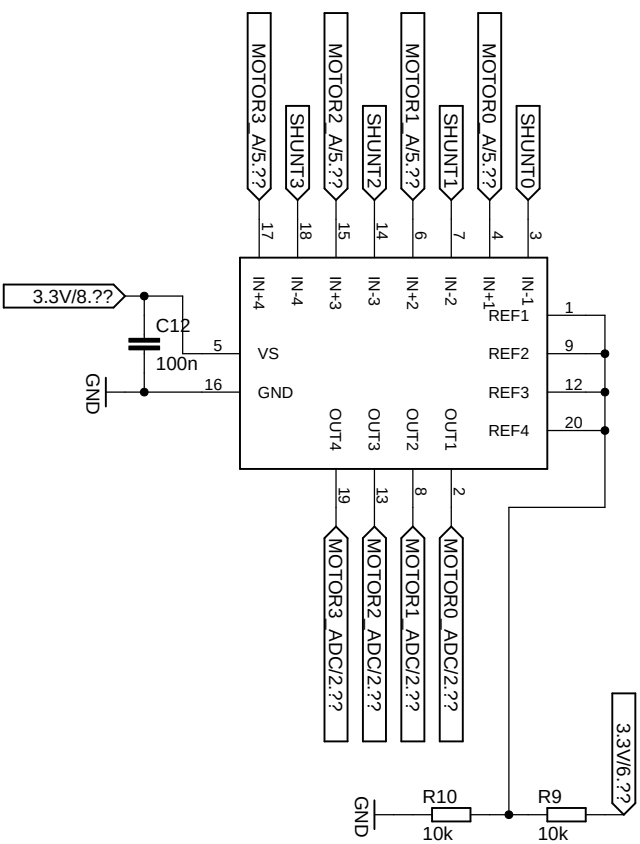 MOTOR3_A/5.??
SHUNT3
MOTOR2_A/5.??
SHUNT2
MOTOR1_A/5.??
SHUNT1
MOTOR0_A/5.??
SHUNT0
17
18
15
14
6
7
4
3
IN+4
IN-4
IN+3
IN-3
IN+2
IN-2
IN+1
IN-1
3.3V/8.??
C12
100n
5
VS
GND
16
GND
REF1
1
REF2
9
REF3
12
REF4
20
OUT4
OUT3
OUT2
OUT1
19
13
8
2
MOTOR3_ADC/2.??
MOTOR2_ADC/2.??
MOTOR1_ADC/2.??
MOTOR0_ADC/2.??
3.3V/6.??
GND
R10
10k
R9
10k